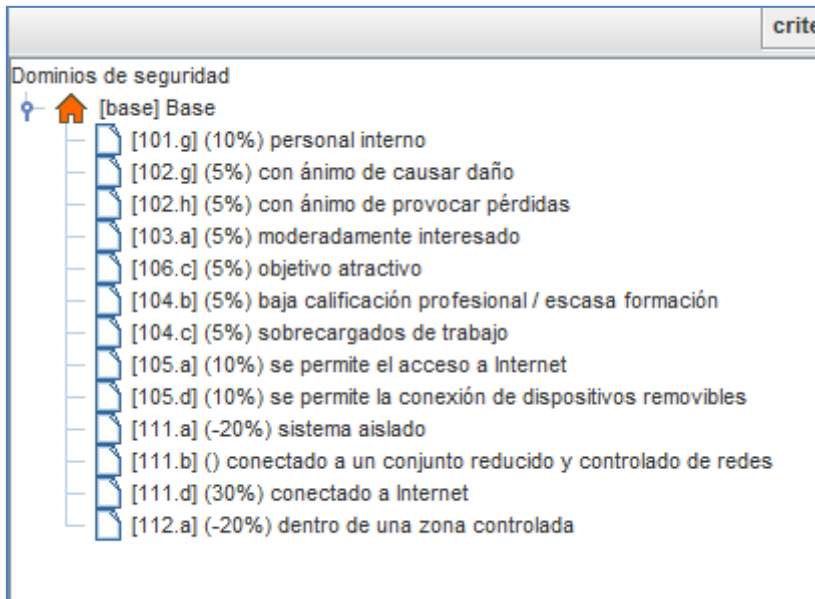 crite
Dominios de seguridad
[base] Base
[101.g] (10%) personal interno
[102.g] (5%) con ánimo de causar daño
[102.h] (5%) con ánimo de provocar pérdidas
[103.a] (5%) moderadamente interesado
[106.c] (5%) objetivo atractivo
[104.b] (5%) baja calificación profesional / escasa formación
[104.c] (5%) sobrecargados de trabajo
[105.a] (10%) se permite el acceso a Internet
[105.d] (10%) se permite la conexión de dispositivos removibles
[111.a] (-20%) sistema aislado
[111.b] () conectado a un conjunto reducido y controlado de redes
[111.d] (30%) conectado a Internet
[112.a] (-20%) dentro de una zona controlada